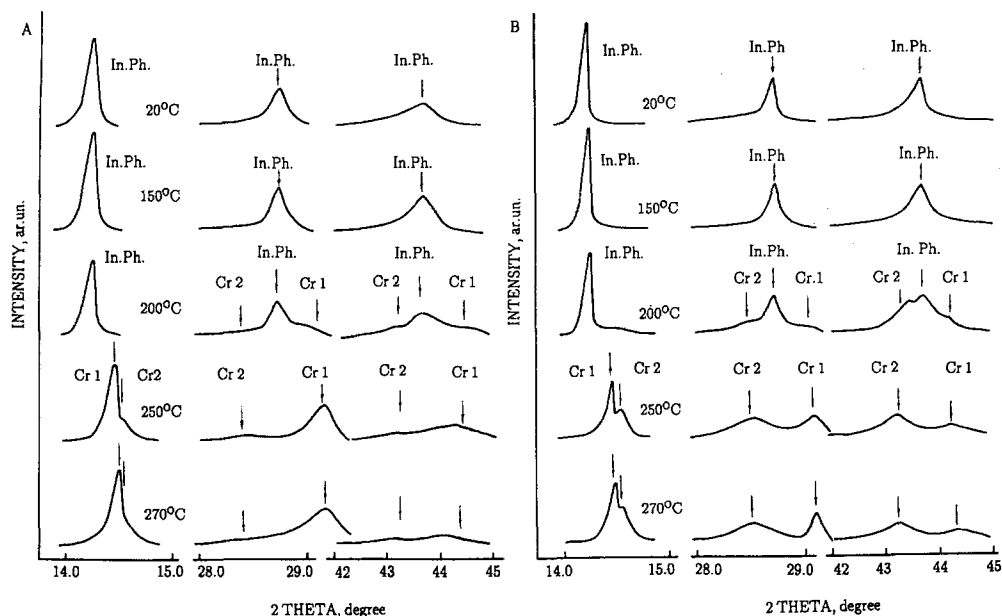 A
In.Ph.
In.Ph.
In.Ph.
20°C
In.Ph.
In.Ph.
In.Ph.
150°C
In.Ph.
In.Ph.
In.Ph.
Cr 2
Cr 1
Cr 2
Cr 1
200°C
Cr 1
Cr2
Cr 2
Cr 1
Cr 2
Cr 1
250°C
270°C
14.0
15.0
28.0
29.0
42
43
44
45
2 THETA, degree
INTENSITY, ar.un.
B
In.Ph.
In.Ph
In.Ph.
20°C
In.Ph.
In.Ph
In.Ph.
150°C
In.Ph.
In.Ph.
In.Ph.
Cr 2
Cr.1
Cr 2
Cr 1
200°C
Cr 1
Cr 2
Cr 2
Cr 1
Cr 2
Cr 1
250°C
270°C
14.0
15.0
28.0
29.0
42
43
44
45
2 THETA, degree
INTENSITY, ar.un.